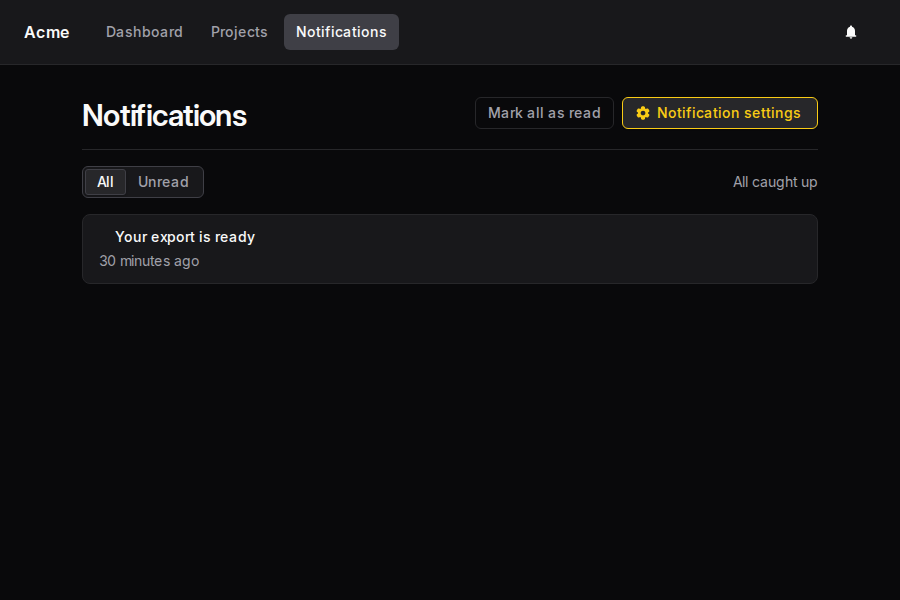 Acme Dashboard Projects Notifications
Notifications Mark all as read Notification settings
All Unread All caught up
Your export is ready
30 minutes ago